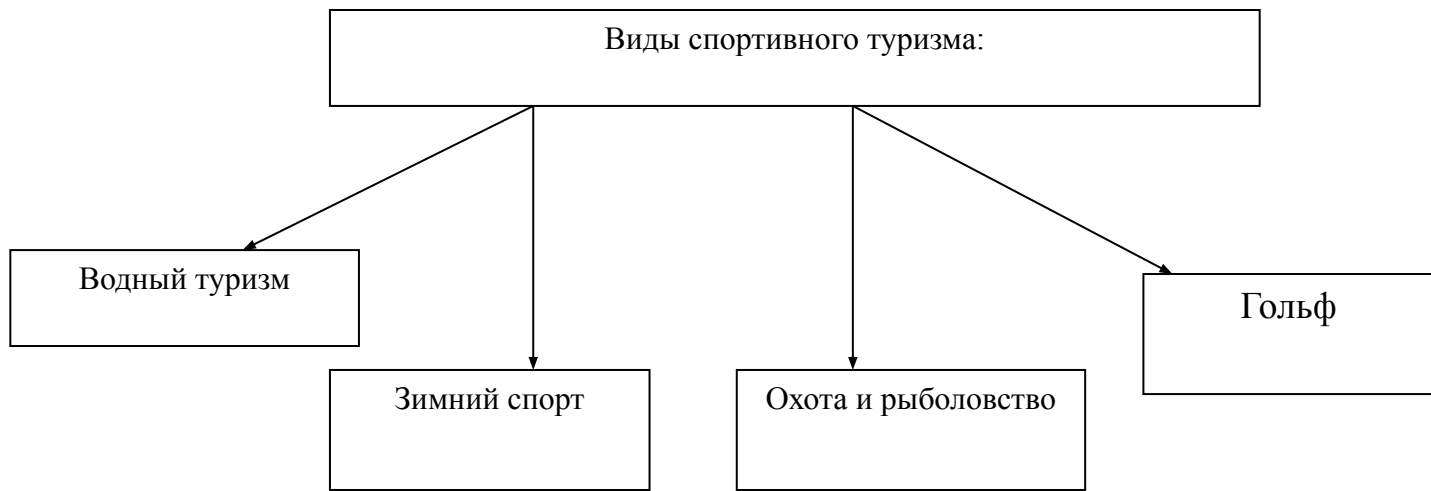 Виды спортивного туризма:
Водный туризм
Гольф
Зимний спорт
Охота и рыболовство